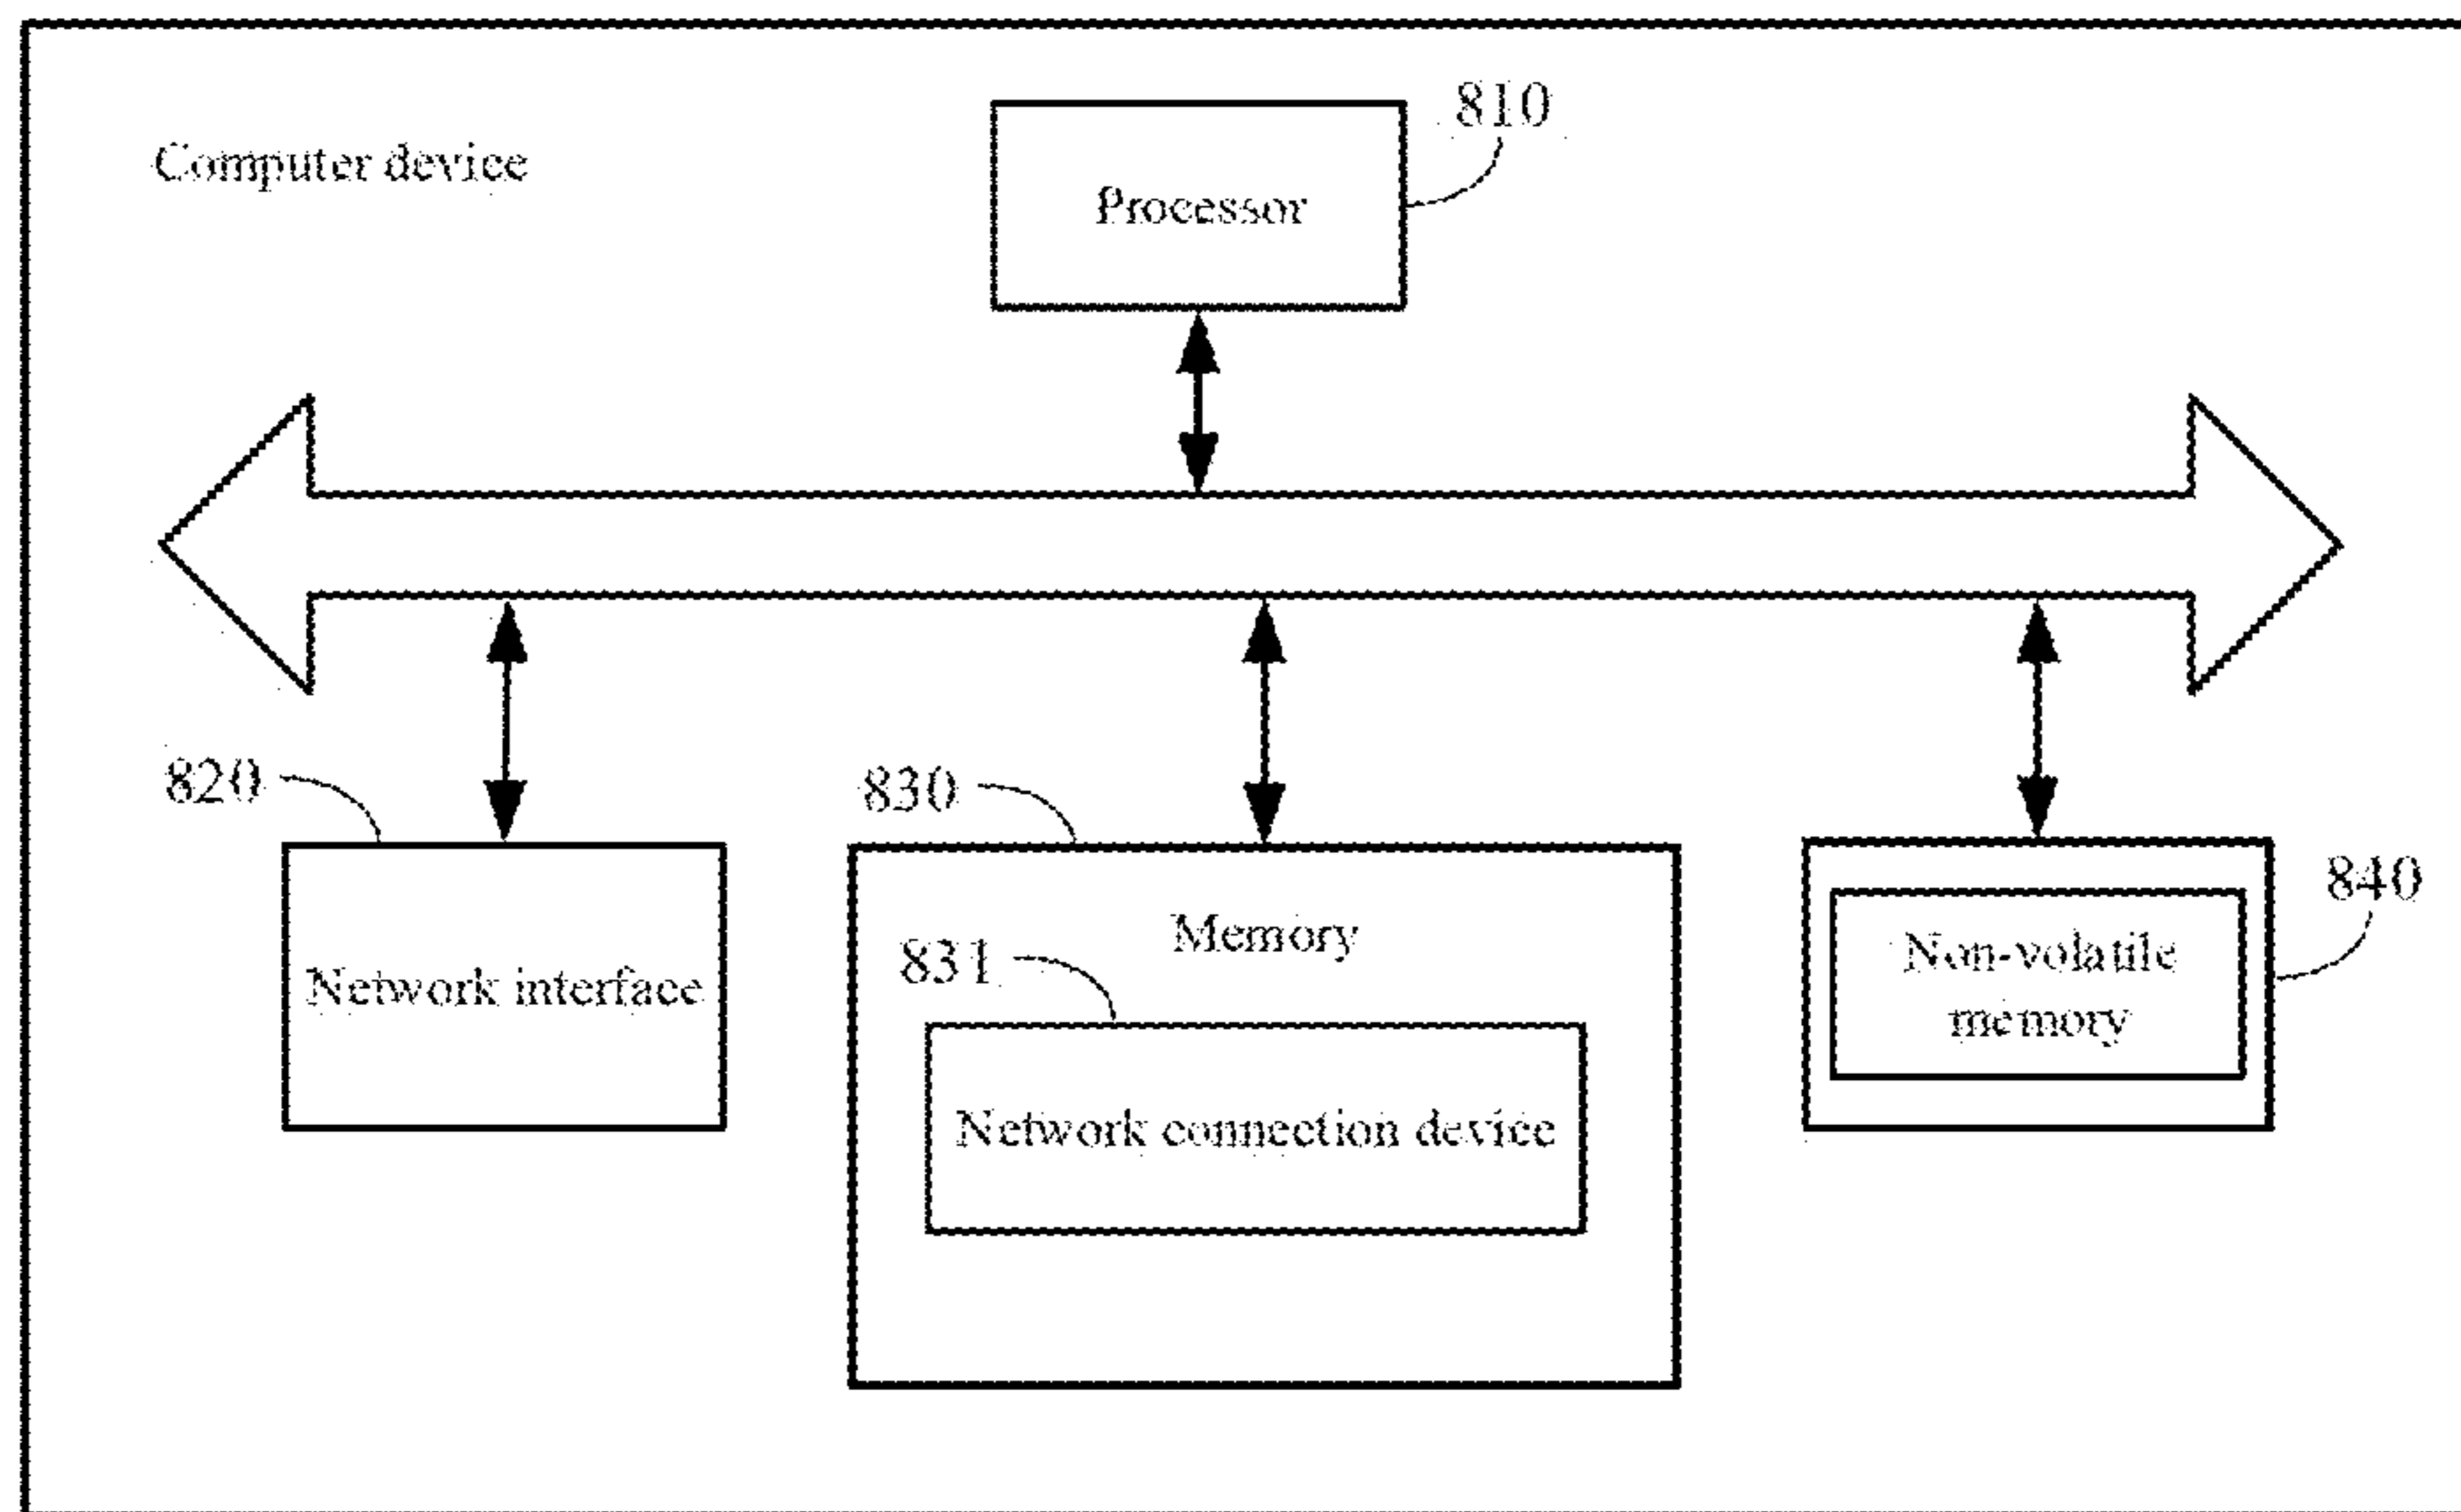 Computer device
810
Processor
820
830
840
Memory
831
Network interface
Non-volatile
memory
Network connection device